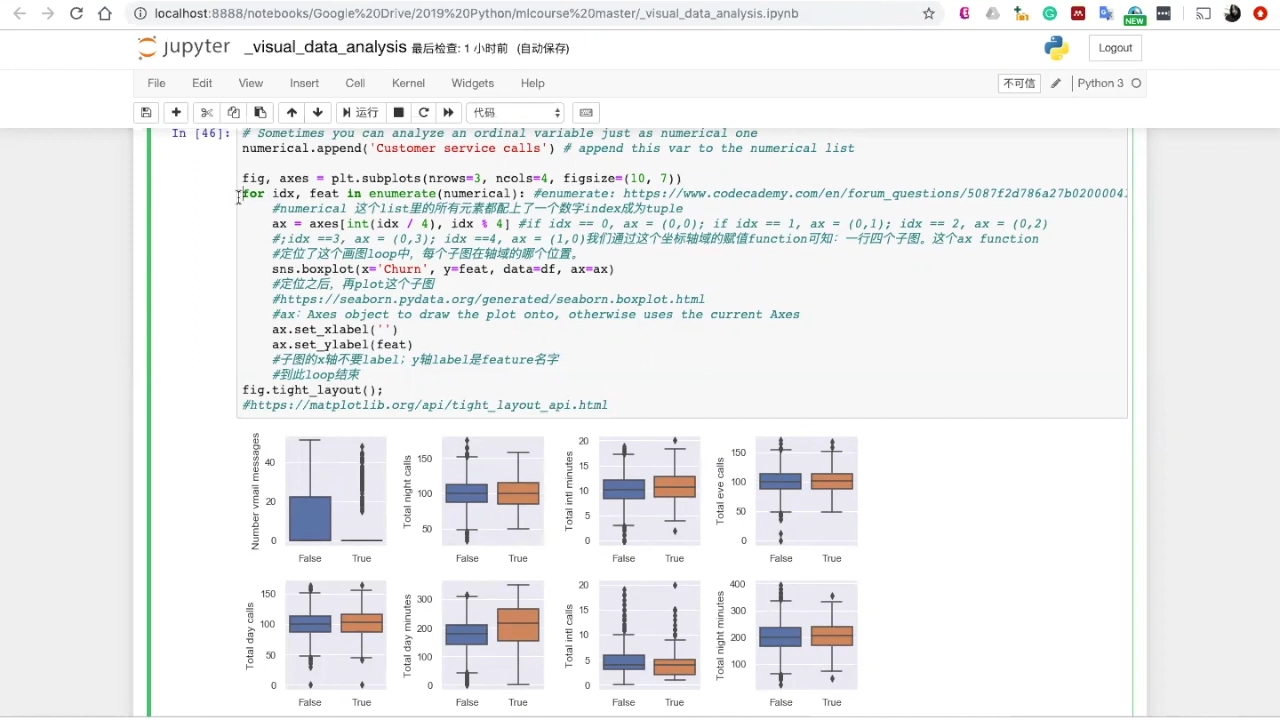 localhost:8888/notebooks/Google%20Drive/20%20Python/mlcourse%20master/_visual_data_analysis.ipynb
NEW
jupyter _visual_data_analysis 最后检查: 1 小时前 (自动保存)
Logout
File Edit View Insert Cell Kernel Widgets Help
不可信 Python 3
运行 代码
In [46]:
# Sometimes you can analyze an ordinal variable just as numerical one
numerical.append('Customer service calls') # append this var to the numerical list
fig, axes = plt.subplots(nrows=3, ncols=4, figsize=(10, 7))
for idx, feat in enumerate(numerical): #enumerate: https://www.codecademy.com/en/forum_questions/5087f2d786a27b02000041
#numerical 这个list里的所有元素都配上了一个数字index成为tuple
ax = axes[int(idx / 4), idx % 4] #if idx == 0, ax = (0,0); if idx == 1, ax = (0,1); idx == 2, ax = (0,2)
#;idx ==3, ax = (0,3); idx ==4, ax = (1,0)我们通过这个坐标轴域的赋值function可知：一行四个子图。这个ax function
#定位了这个画图loop中，每个子图在轴域的哪个位置。
sns.boxplot(x='Churn', y=feat, data=df, ax=ax)
#定位之后，再plot这个子图
#https://seaborn.pydata.org/generated/seaborn.boxplot.html
#ax: Axes object to draw the plot onto, otherwise uses the current Axes
ax.set_xlabel('')
ax.set_ylabel(feat)
#子图的x轴不要label；y轴label是feature名字
#到此loop结束
fig.tight_layout();
#https://matplotlib.org/api/tight_layout_api.html
Number vmail messages
40
20
0
False True
Total night calls
150
100
50
False True
Total intl minutes
20
15
10
5
0
False True
Total eve calls
150
100
50
0
False True
Total day calls
150
100
50
0
False True
Total day minutes
300
200
100
0
False True
Total intl calls
20
15
10
5
0
False True
Total night minutes
400
300
200
100
False True